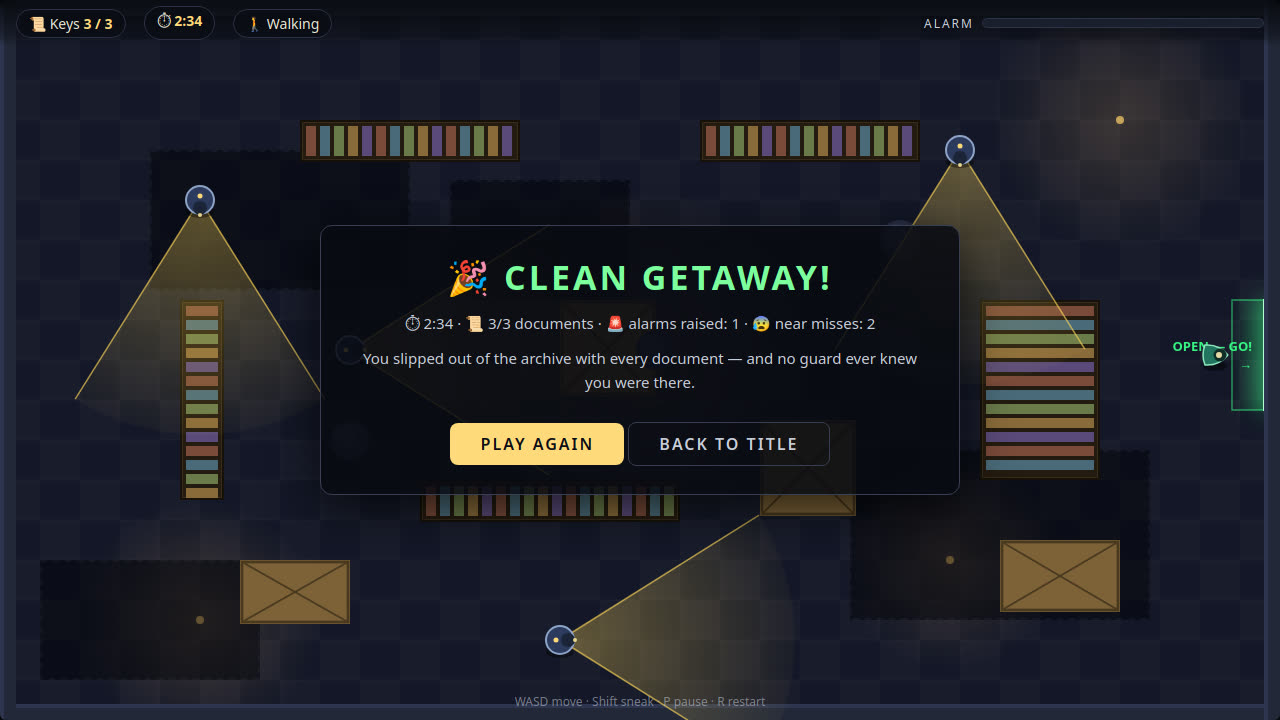 📜 Keys 3 / 3
⏱ 2:34
🚶 Walking
ALARM
🎉 CLEAN GETAWAY!
⏱ 2:34 · 📜 3/3 documents · 🚨 alarms raised: 1 · 😰 near misses: 2
You slipped out of the archive with every document — and no guard ever knew
you were there.
OPEN GO!
→
PLAY AGAIN
BACK TO TITLE
WASD move · Shift sneak · P pause · R restart